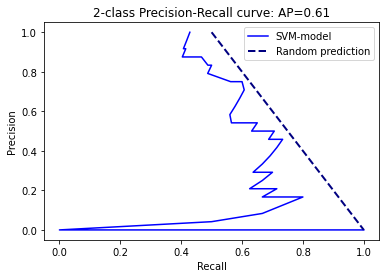 2-class Precision-Recall curve: AP=0.61
SVM-model
Random prediction
Precision
1.0
0.8
0.6
0.4
0.2
0.0
0.0 0.2 0.4 0.6 0.8 1.0
Recall